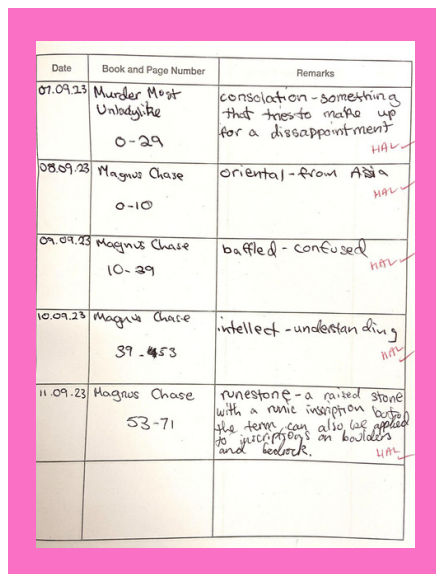 Date Book and Page Number Remarks
07.09.23 Murder Most
Unladylike
0-29
consolation - something
that tries to make up
for a dissappointment
HAL
08.09.23 Magnus Chase
0-10
oriental - from Asia
HAL
09.09.23 Magnus Chase
10-39
baffled - confused
HAL
10.09.23 Magnus Chase
39-53
intellect - understanding
HAL
11.09.23 Magnus Chase
53-71
runestone - a raised stone
with a runic inscription but
the term can also be applied
to inscriptions on boulders
and bedrock.
HAL